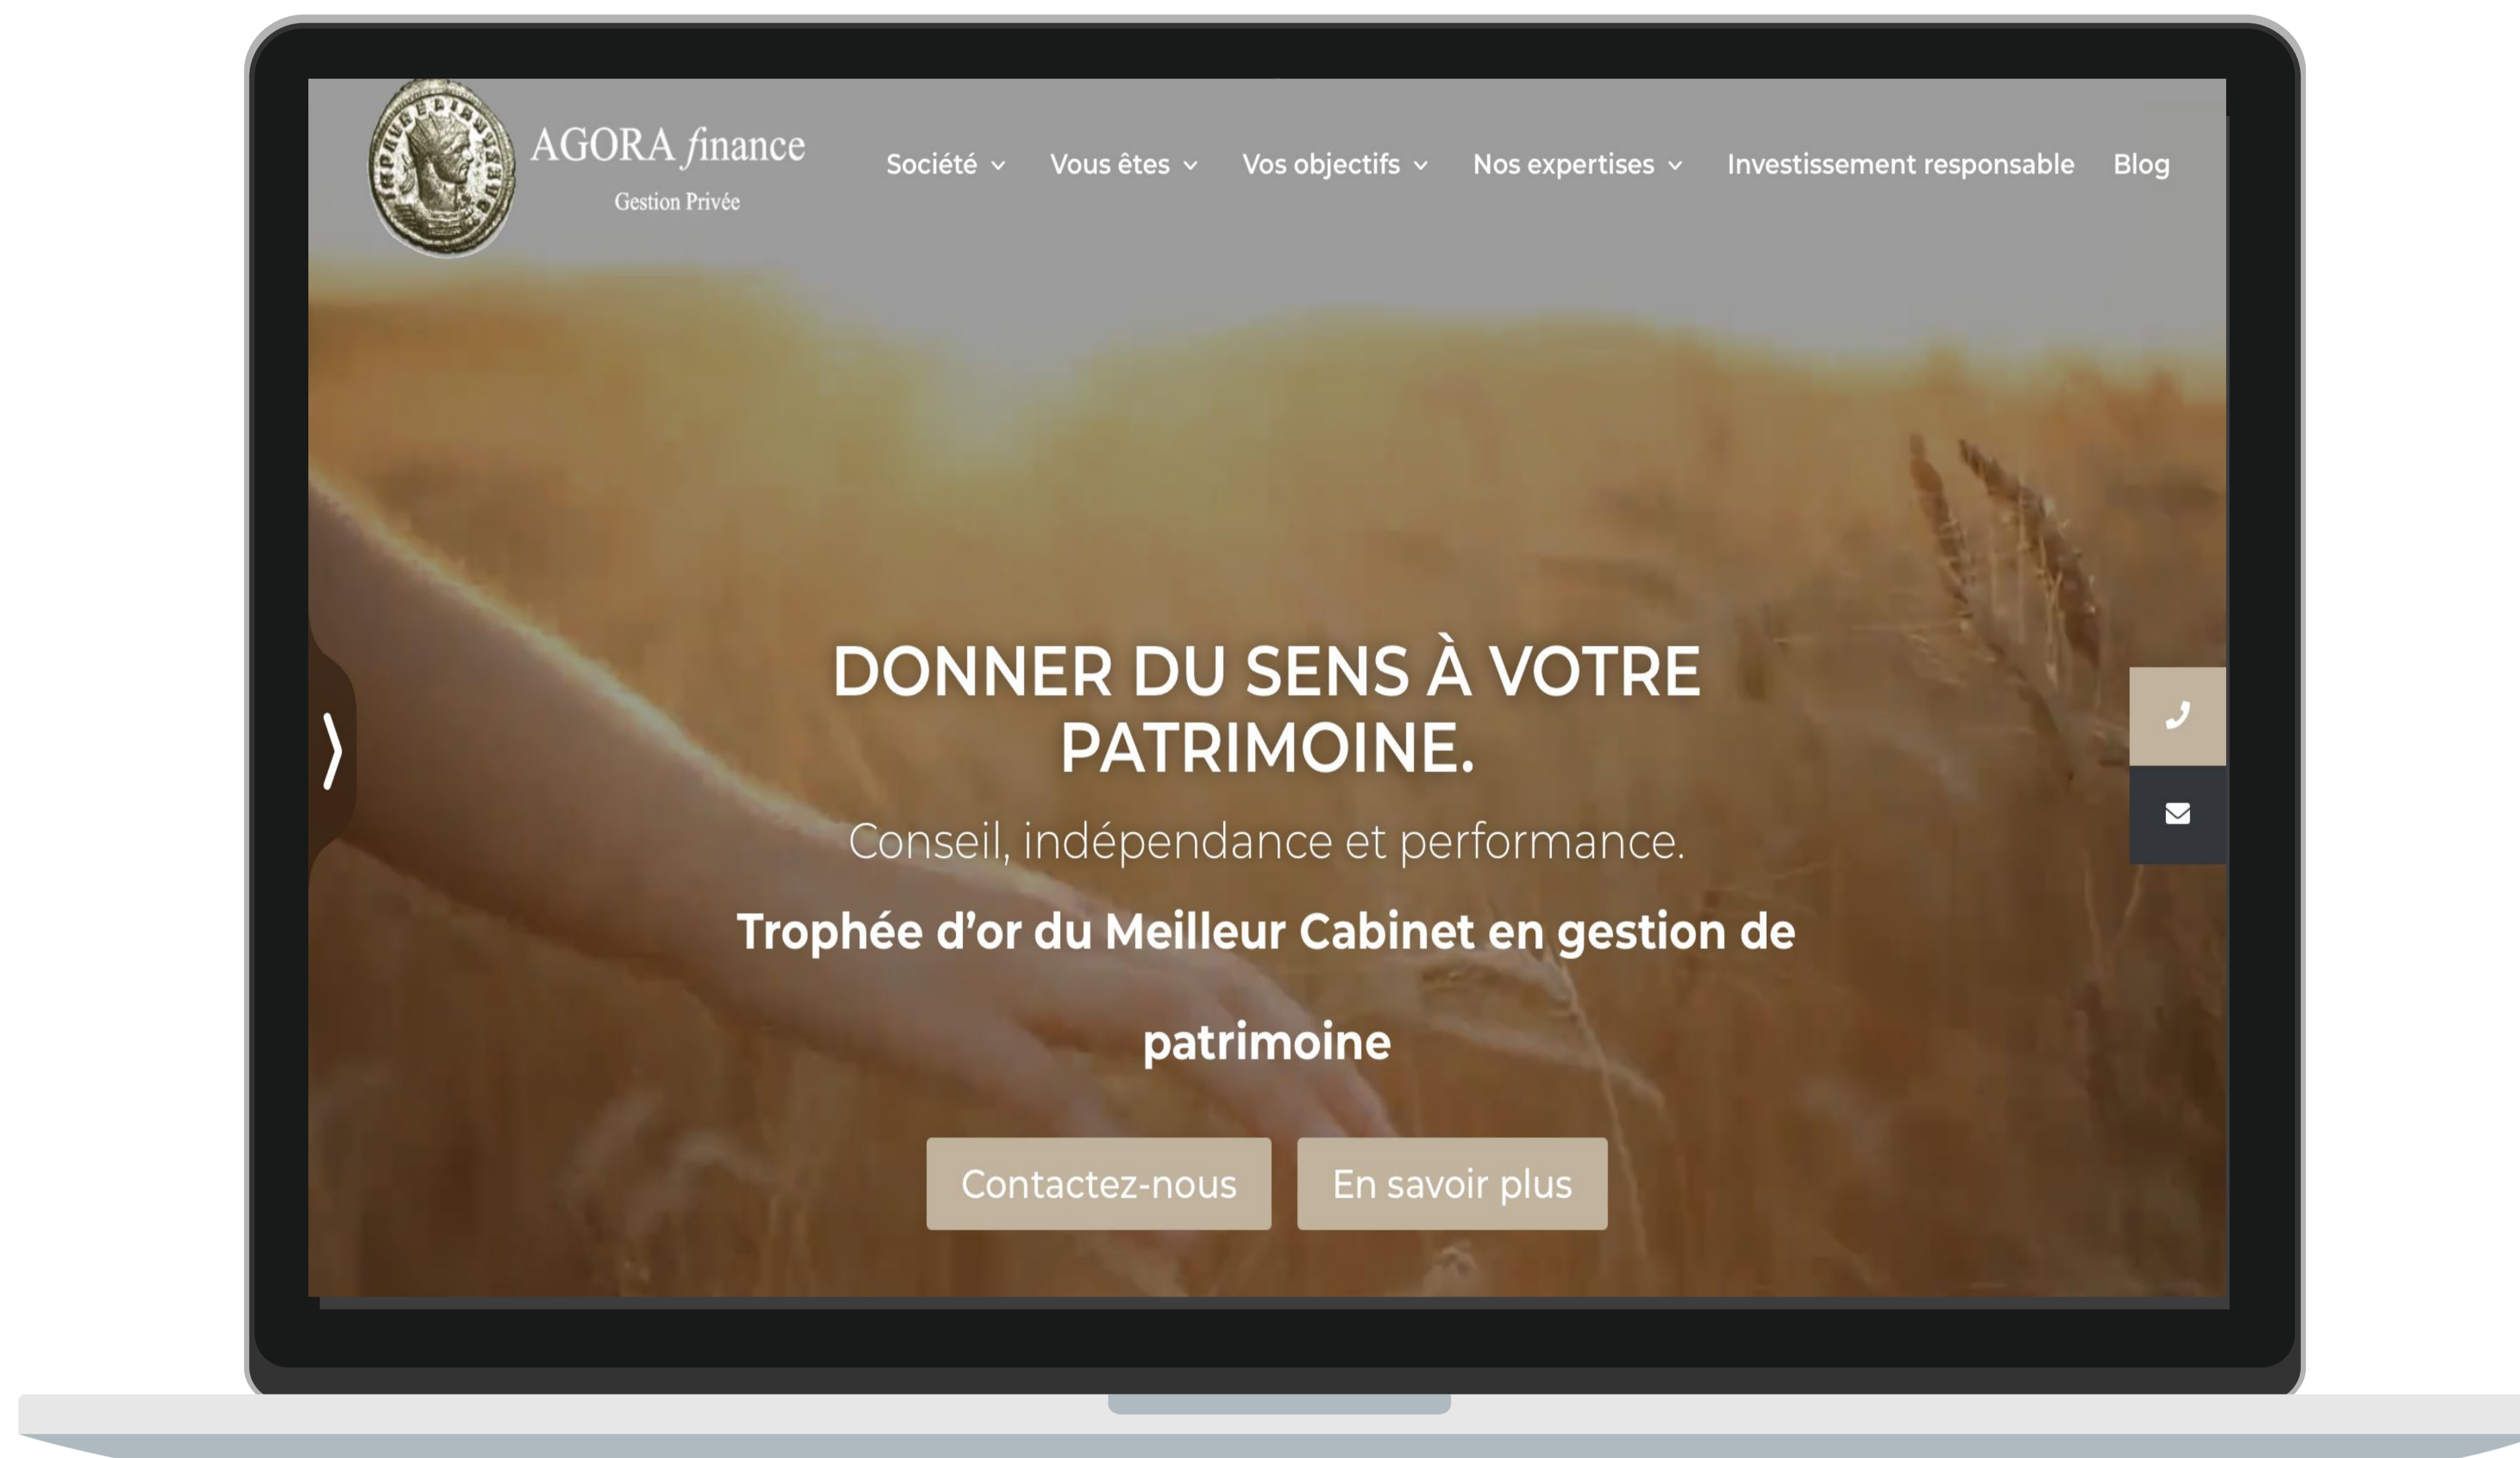 AGORA finance
Gestion Privée
Société
Vous êtes
Vos objectifs
Nos expertises
Investissement responsable
Blog
DONNER DU SENS À VOTRE
PATRIMOINE.
Conseil, indépendance et performance.
Trophée d’or du Meilleur Cabinet en gestion de
patrimoine
Contactez-nous
En savoir plus